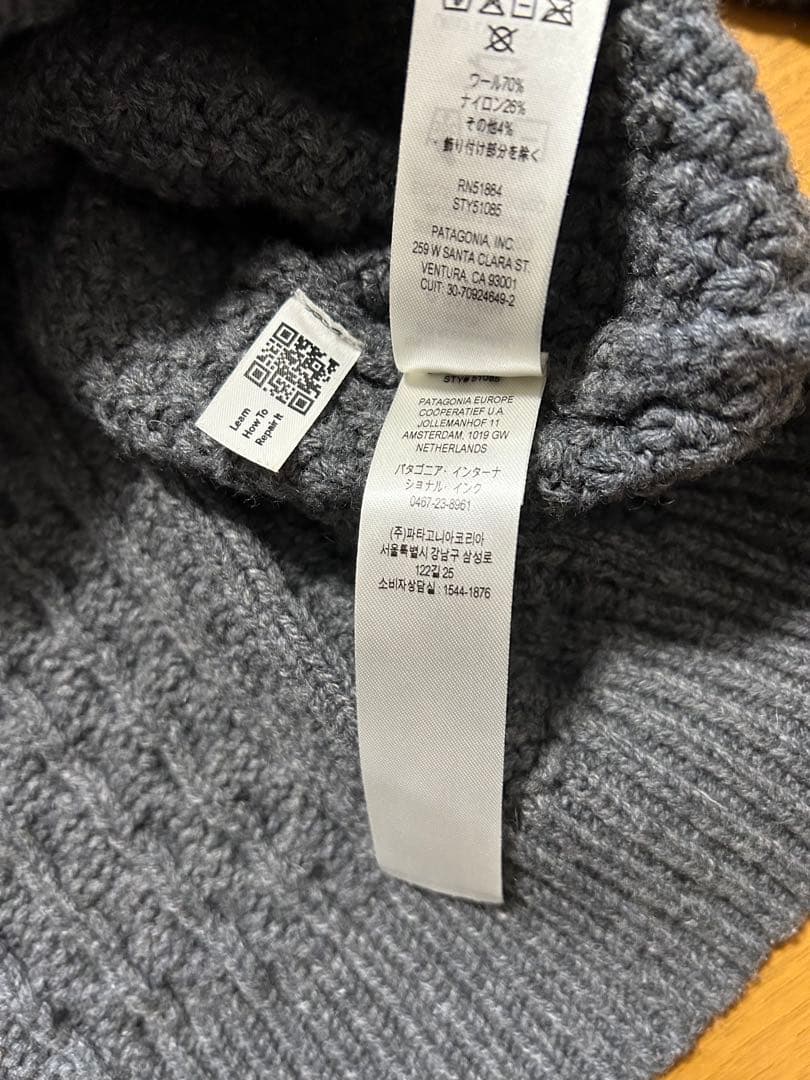 ワール70%
ナイロン26%
その他4%
・飾り付け部分を除く
RN51864
STY51085
PATAGONIA, INC.
259 W SANTA CLARA ST.
VENTURA, CA 93001
CUIT: 30-70924649-2
Learn
How To
Repair It
STY# 51085
PATAGONIA EUROPE
COÖPERATIEF U.A.
JOLLEMANHOF 11
AMSTERDAM, 1019 GW
NETHERLANDS
パタゴニア・インターナ
ショナル・インク
0467-23-8961
(주)파타고니아코리아
서울특별시 강남구 삼성로
122길 25
소비자상담실 : 1544-1876